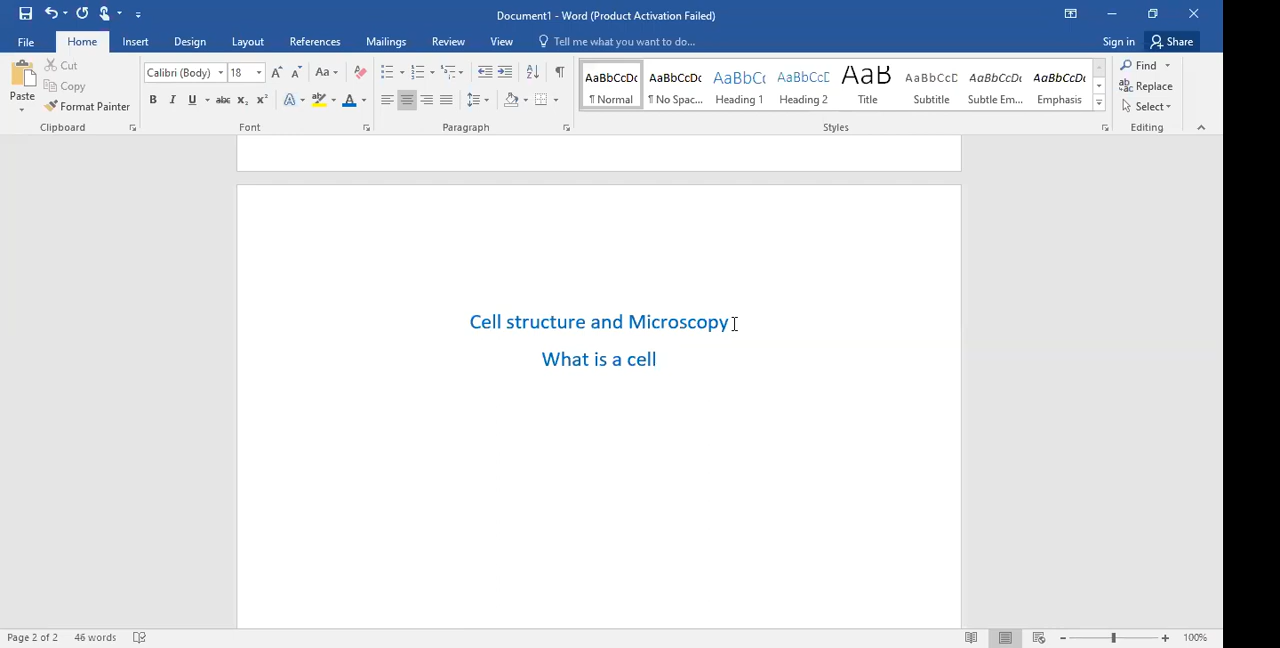 Document1 - Word (Product Activation Failed)
File Home Insert Design Layout References Mailings Review View Tell me what you want to do... Sign in Share
Paste
Cut
Copy
Format Painter
Clipboard
Calibri (Body) 18
Font
Paragraph
AaBbCcDc AaBbCcDc AaBbCc AaBbCcD AaB AaBbCcD AaBbCcDc AaBbCcDc
¶ Normal ¶ No Spac... Heading 1 Heading 2 Title Subtitle Subtle Em... Emphasis
Styles
Find
Replace
Select
Editing
Cell structure and Microscopy
What is a cell
Page 2 of 2 46 words 100%